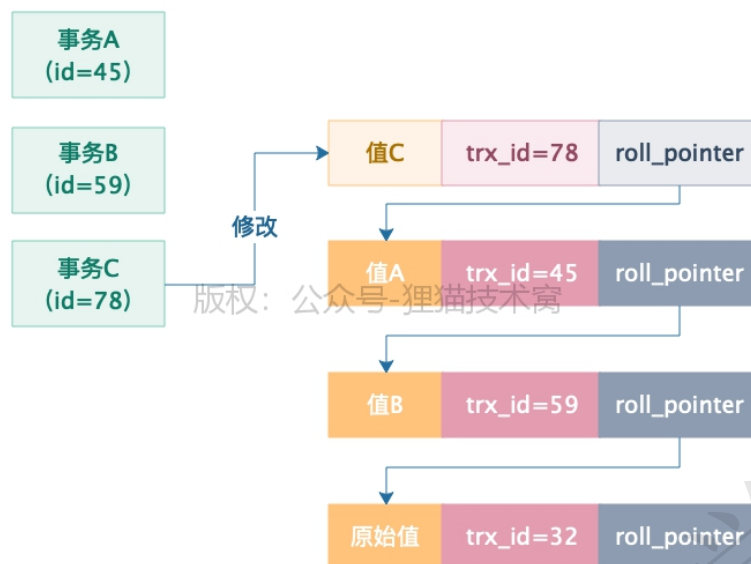 事务A
(id=45)
事务B
(id=59)
事务C
(id=78)
修改
值C trx_id=78 roll_pointer
值A trx_id=45 roll_pointer
版权：公众号-狸猫技术窝
值B trx_id=59 roll_pointer
原始值 trx_id=32 roll_pointer